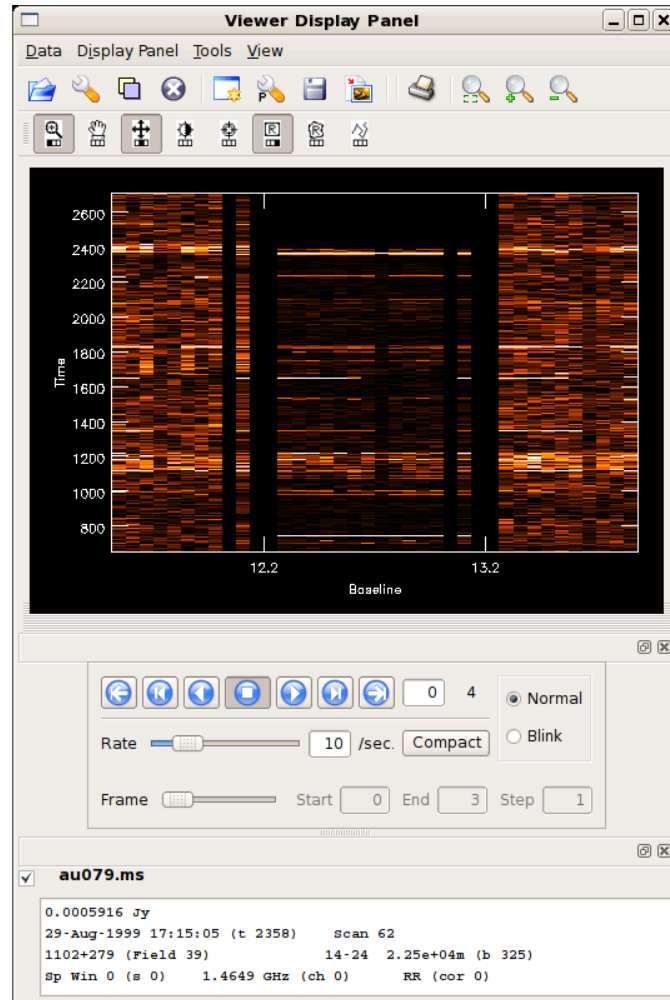 Viewer Display Panel
Data Display Panel Tools View
P
R R
2600
2400
2200
2000
1800
1600
1400
1200
1000
800
Time
12.2 13.2
Baseline
0 4 Normal
Rate 10 /sec. Compact Blink
Frame Start 0 End 3 Step 1
au079.ms
0.0005916 Jy
29-Aug-1999 17:15:05 (t 2358) Scan 62
1102+279 (Field 39) 14-24 2.25e+04m (b 325)
Sp Win 0 (s 0) 1.4649 GHz (ch 0) RR (cor 0)